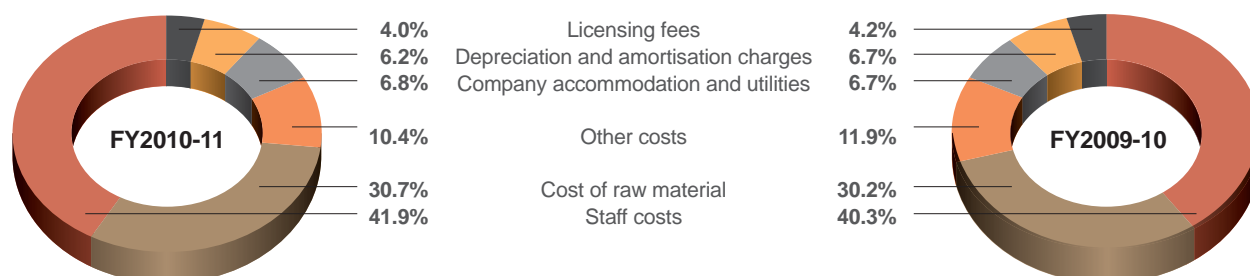 4.0% Licensing fees 4.2%
6.2% Depreciation and amortisation charges 6.7%
6.8% Company accommodation and utilities 6.7%
FY2010-11 10.4% Other costs 11.9% FY2009-10
30.7% Cost of raw material 30.2%
41.9% Staff costs 40.3%